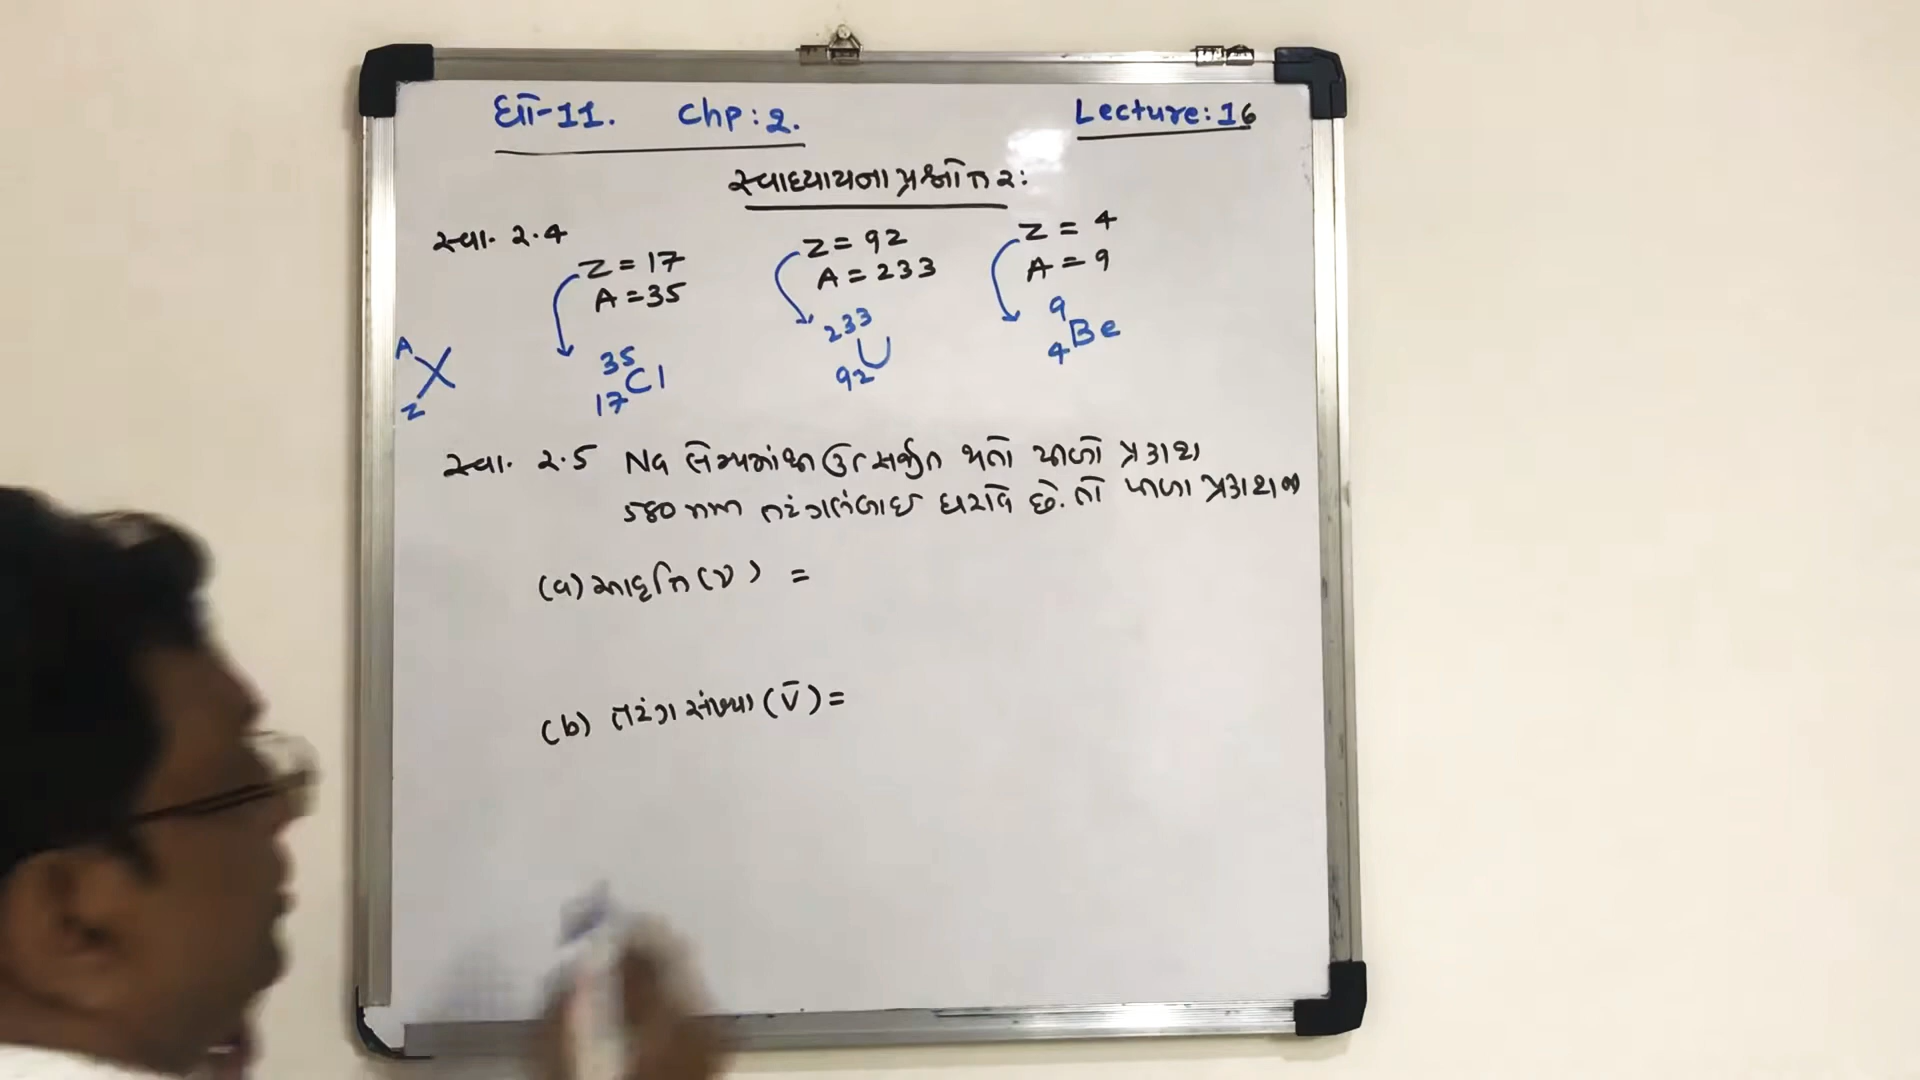 ધો-11. Chp: 2. Lecture: 16
સ્વાધ્યાયના પ્રશ્નોત્તર:
સ્વા. 2.4
Z = 17 Z = 92 Z = 4
A = 35 A = 233 A = 9
A 35 233 9
X Cl U Be
Z 17 92 4
સ્વા. 2.5 Na લેમ્પમાંથી ઉત્સર્જીત થતો પીળો પ્રકાશ
580 nm તરંગલંબાઈ ધરાવે છે. તો પીળા પ્રકાશની
(a) આવૃત્તિ (ν) =
(b) તરંગ સંખ્યા (ν̄) =